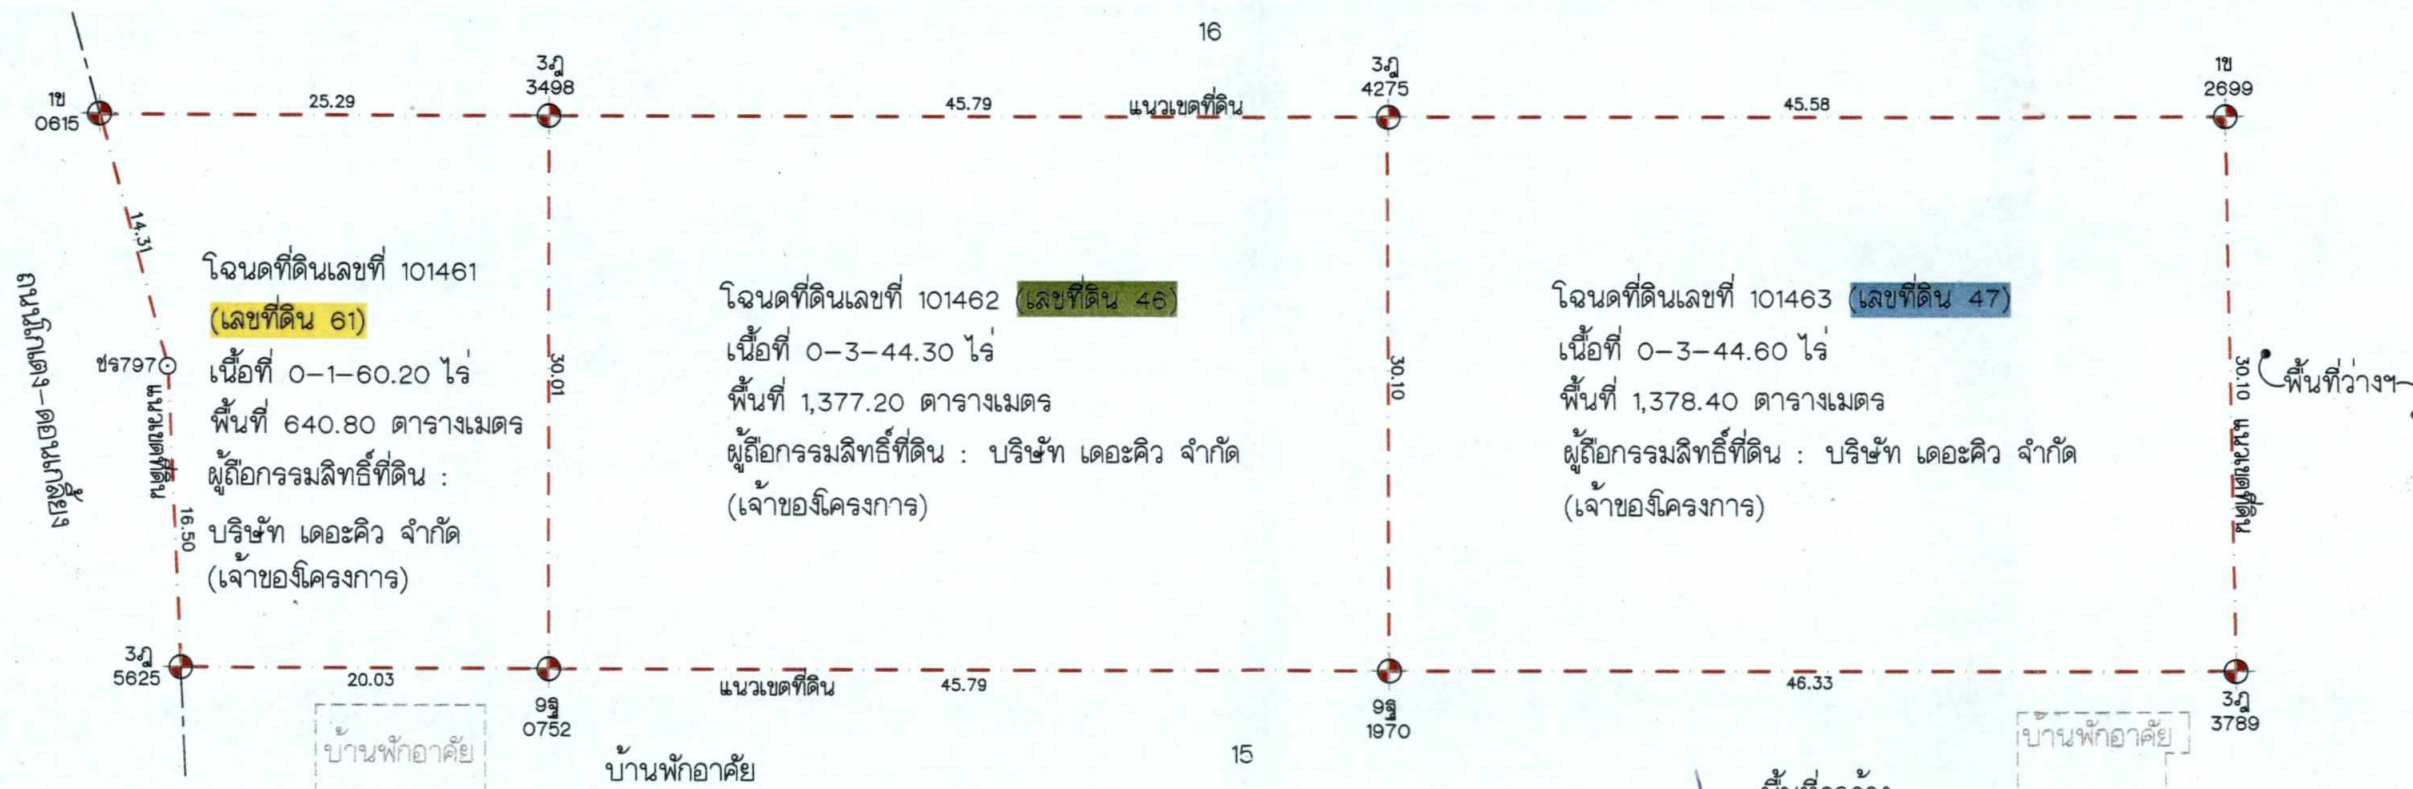 16
1ข
0615
25.29
3ฎ
3498
45.79
แนวเขตที่ดิน
3ฎ
4275
45.58
1ข
2699
14.31
ถนนโกเตง-ดอนเกลี้ยง
โฉนดที่ดินเลขที่ 101461
(เลขที่ดิน 61)
เนื้อที่ 0-1-60.20 ไร่
พื้นที่ 640.80 ตารางเมตร
ผู้ถือกรรมสิทธิ์ที่ดิน :
บริษัท เดอะคิว จำกัด
(เจ้าของโครงการ)
ชร797
แนวเขตที่ดิน
16.50
30.01
โฉนดที่ดินเลขที่ 101462 (เลขที่ดิน 46)
เนื้อที่ 0-3-44.30 ไร่
พื้นที่ 1,377.20 ตารางเมตร
ผู้ถือกรรมสิทธิ์ที่ดิน : บริษัท เดอะคิว จำกัด
(เจ้าของโครงการ)
30.10
โฉนดที่ดินเลขที่ 101463 (เลขที่ดิน 47)
เนื้อที่ 0-3-44.60 ไร่
พื้นที่ 1,378.40 ตารางเมตร
ผู้ถือกรรมสิทธิ์ที่ดิน : บริษัท เดอะคิว จำกัด
(เจ้าของโครงการ)
30.10 แนวเขตที่ดิน
พื้นที่ว่างฯ
3ฎ
5625
20.03
9ฐ
0752
แนวเขตที่ดิน
45.79
9ฐ
1970
46.33
3ฎ
3789
บ้านพักอาศัย
บ้านพักอาศัย
15
บ้านพักอาศัย